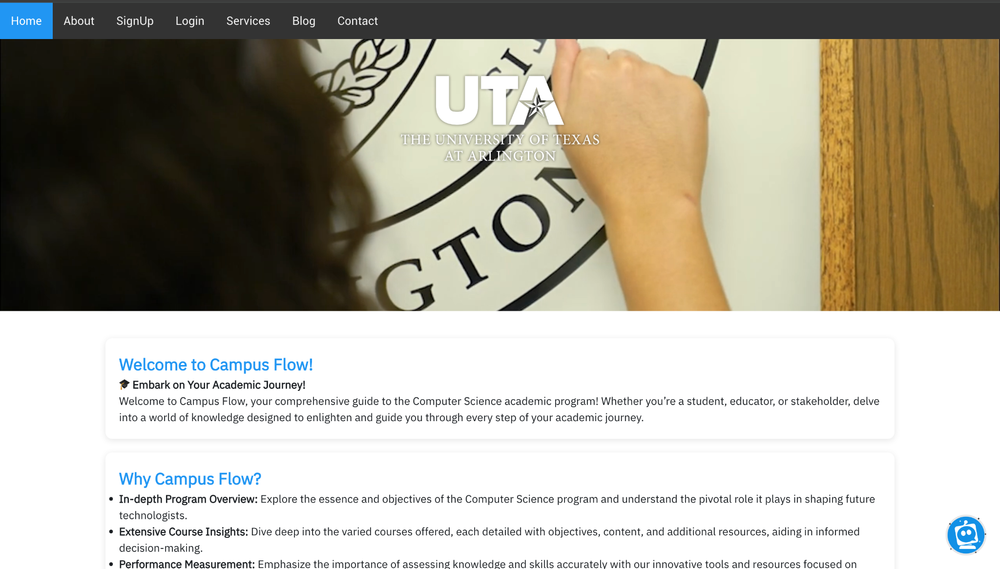 Home About SignUp Login Services Blog Contact
UTA
THE UNIVERSITY OF TEXAS
AT ARLINGTON
GTON
Welcome to Campus Flow!
🎓 Embark on Your Academic Journey!
Welcome to Campus Flow, your comprehensive guide to the Computer Science academic program! Whether you’re a student, educator, or stakeholder, delve
into a world of knowledge designed to enlighten and guide you through every step of your academic journey.
Why Campus Flow?
• In-depth Program Overview: Explore the essence and objectives of the Computer Science program and understand the pivotal role it plays in shaping future
technologists.
• Extensive Course Insights: Dive deep into the varied courses offered, each detailed with objectives, content, and additional resources, aiding in informed
decision-making.
• Performance Measurement: Emphasize the importance of assessing knowledge and skills accurately with our innovative tools and resources focused on